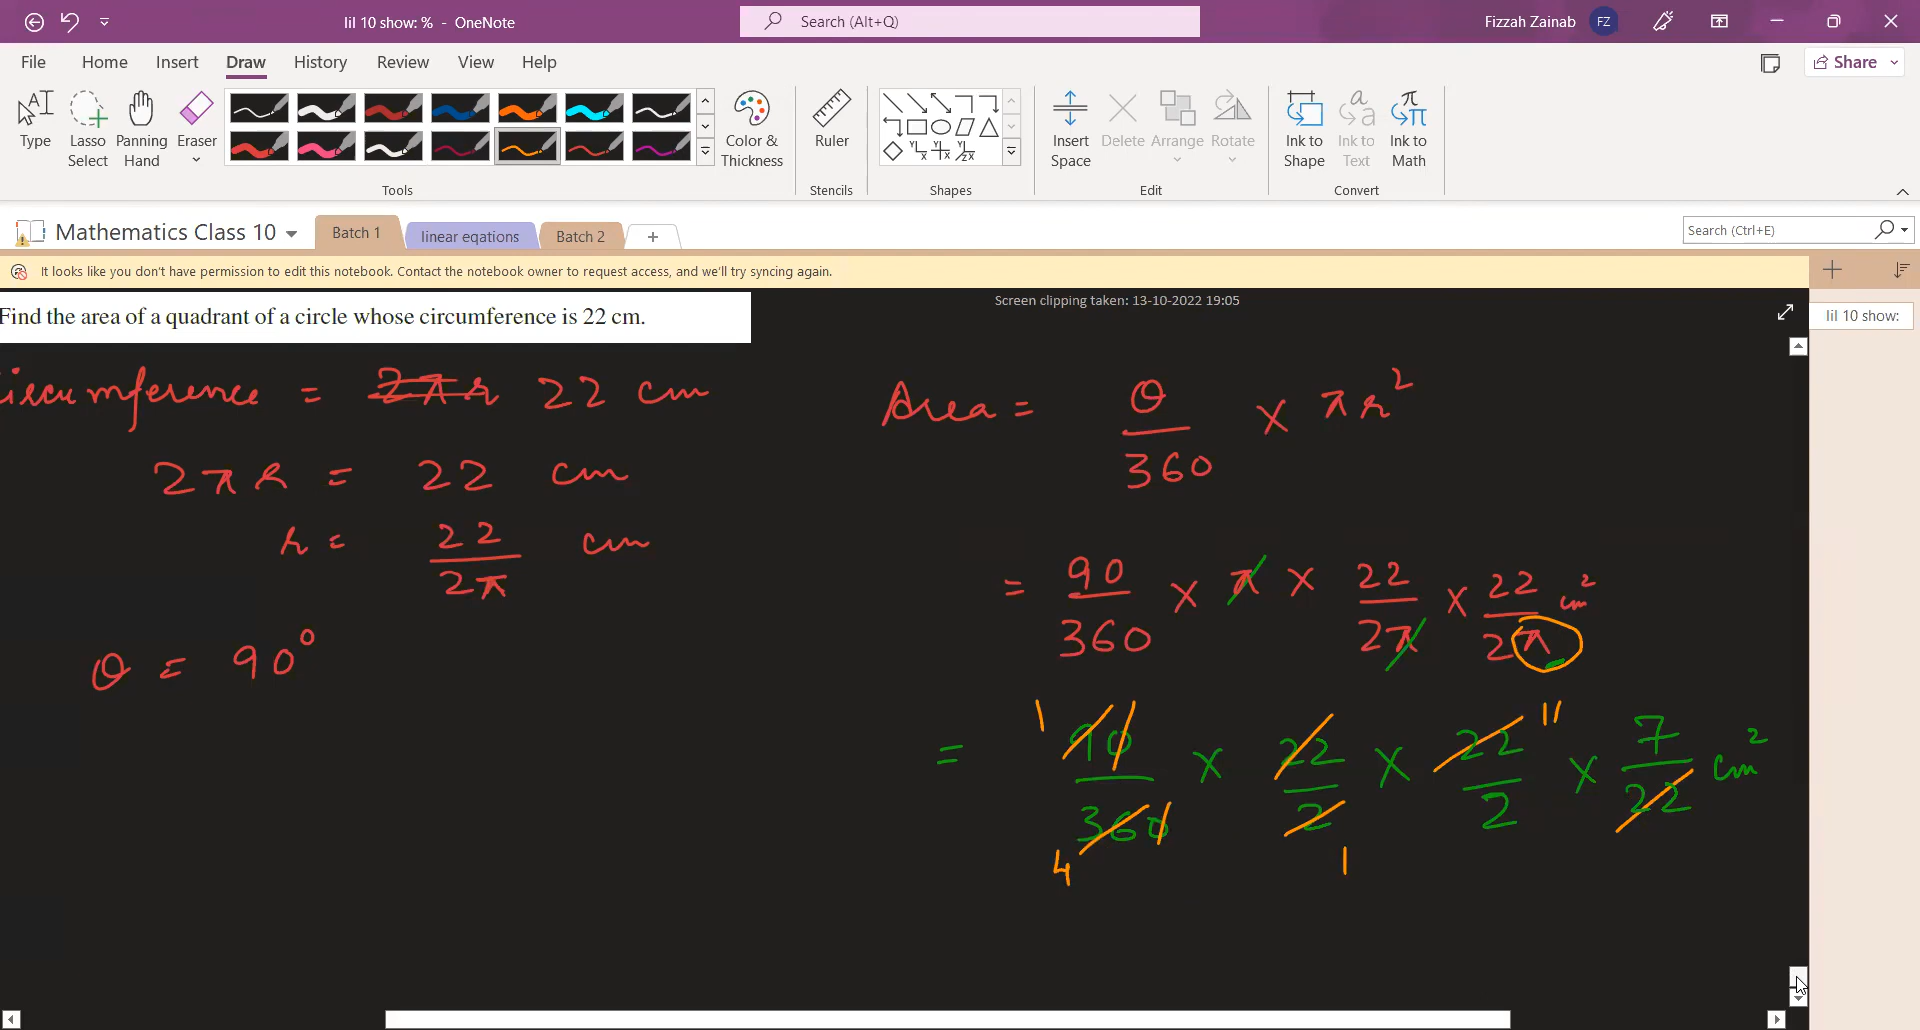 lil 10 show: % - OneNote
Search (Alt+Q)
Fizzah Zainab FZ
File Home Insert Draw History Review View Help
Share
Type
Lasso Select
Panning Hand
Eraser
Color & Thickness
Ruler
Insert Space
Delete
Arrange
Rotate
Ink to Shape
Ink to Text
Ink to Math
Tools Stencils Shapes Edit Convert
Mathematics Class 10 Batch 1 linear eqations Batch 2 +
Search (Ctrl+E)
It looks like you don't have permission to edit this notebook. Contact the notebook owner to request access, and we'll try syncing again.
lil 10 show:
Screen clipping taken: 13-10-2022 19:05
Find the area of a quadrant of a circle whose circumference is 22 cm.
ircumference = 2πr 22 cm
2πr = 22 cm
r = 22/2π cm
θ = 90°
Area = θ/360 × πr²
= 90/360 × π × 22/2π × 22/2π cm²
= 90/360 × 22/2 × 22/2 × 7/22 cm²
1 11
4 1